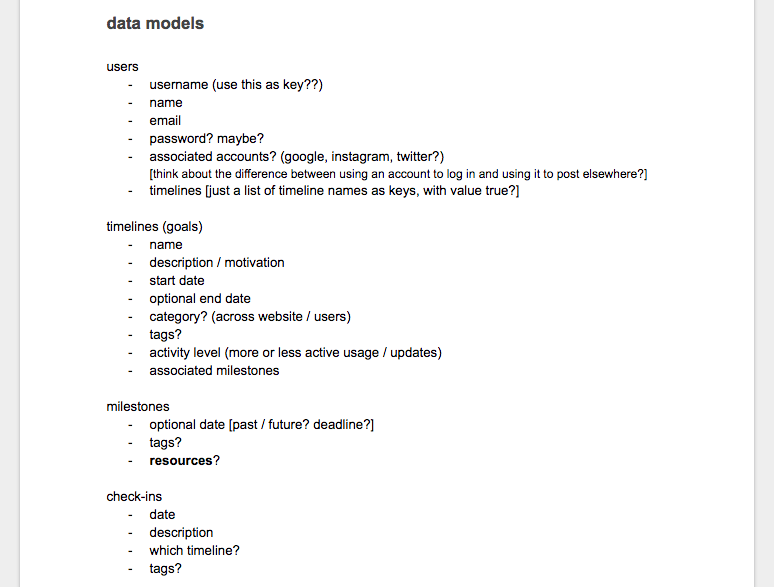 data models
users
- username (use this as key??)
- name
- email
- password? maybe?
- associated accounts? (google, instagram, twitter?)
[think about the difference between using an account to log in and using it to post elsewhere?]
- timelines [just a list of timeline names as keys, with value true?]
timelines (goals)
- name
- description / motivation
- start date
- optional end date
- category? (across website / users)
- tags?
- activity level (more or less active usage / updates)
- associated milestones
milestones
- optional date [past / future? deadline?]
- tags?
- resources?
check-ins
- date
- description
- which timeline?
- tags?